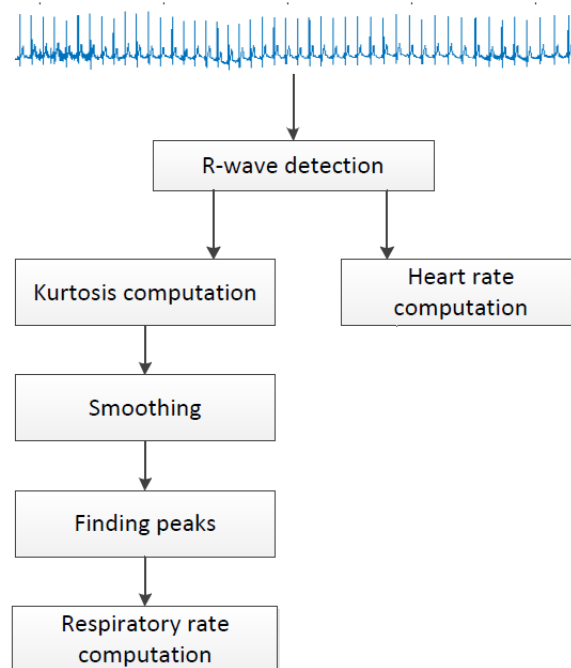 R-wave detection
Kurtosis computation
Heart rate
computation
Smoothing
Finding peaks
Respiratory rate
computation